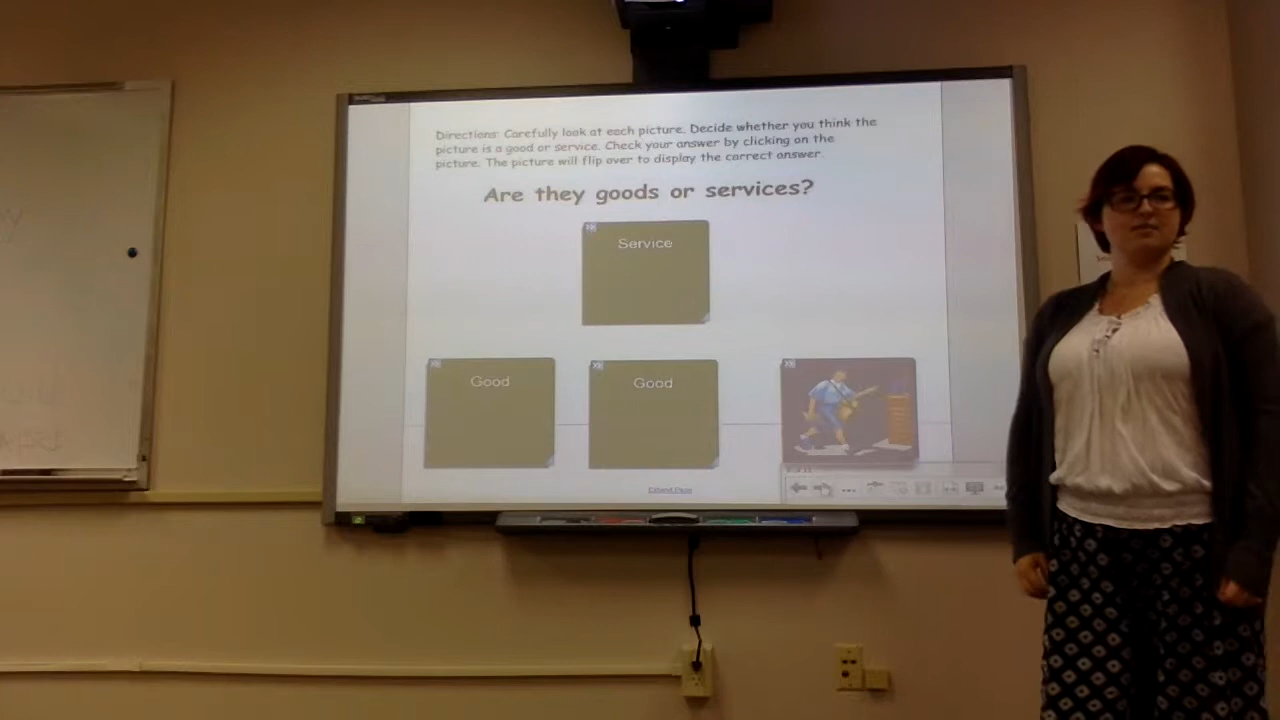 Directions: Carefully look at each picture. Decide whether you think the
picture is a good or service. Check your answer by clicking on the
picture. The picture will flip over to display the correct answer.
Are they goods or services?
Service
Good
Good